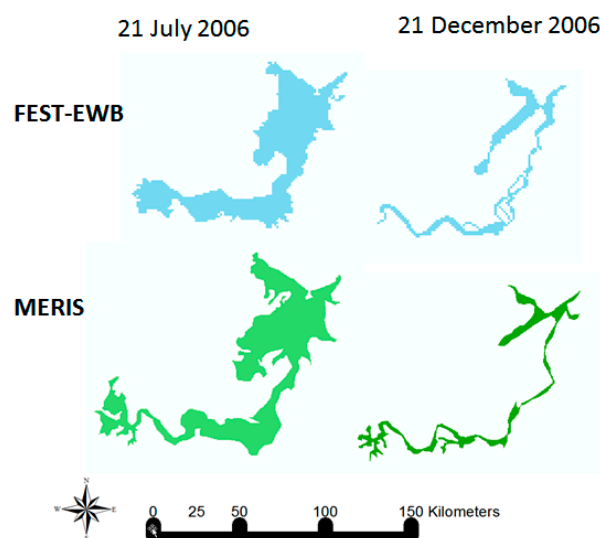 21 July 2006
21 December 2006
FEST-EWB
MERIS
N
W E
S
0 25 50 100 150 Kilometers